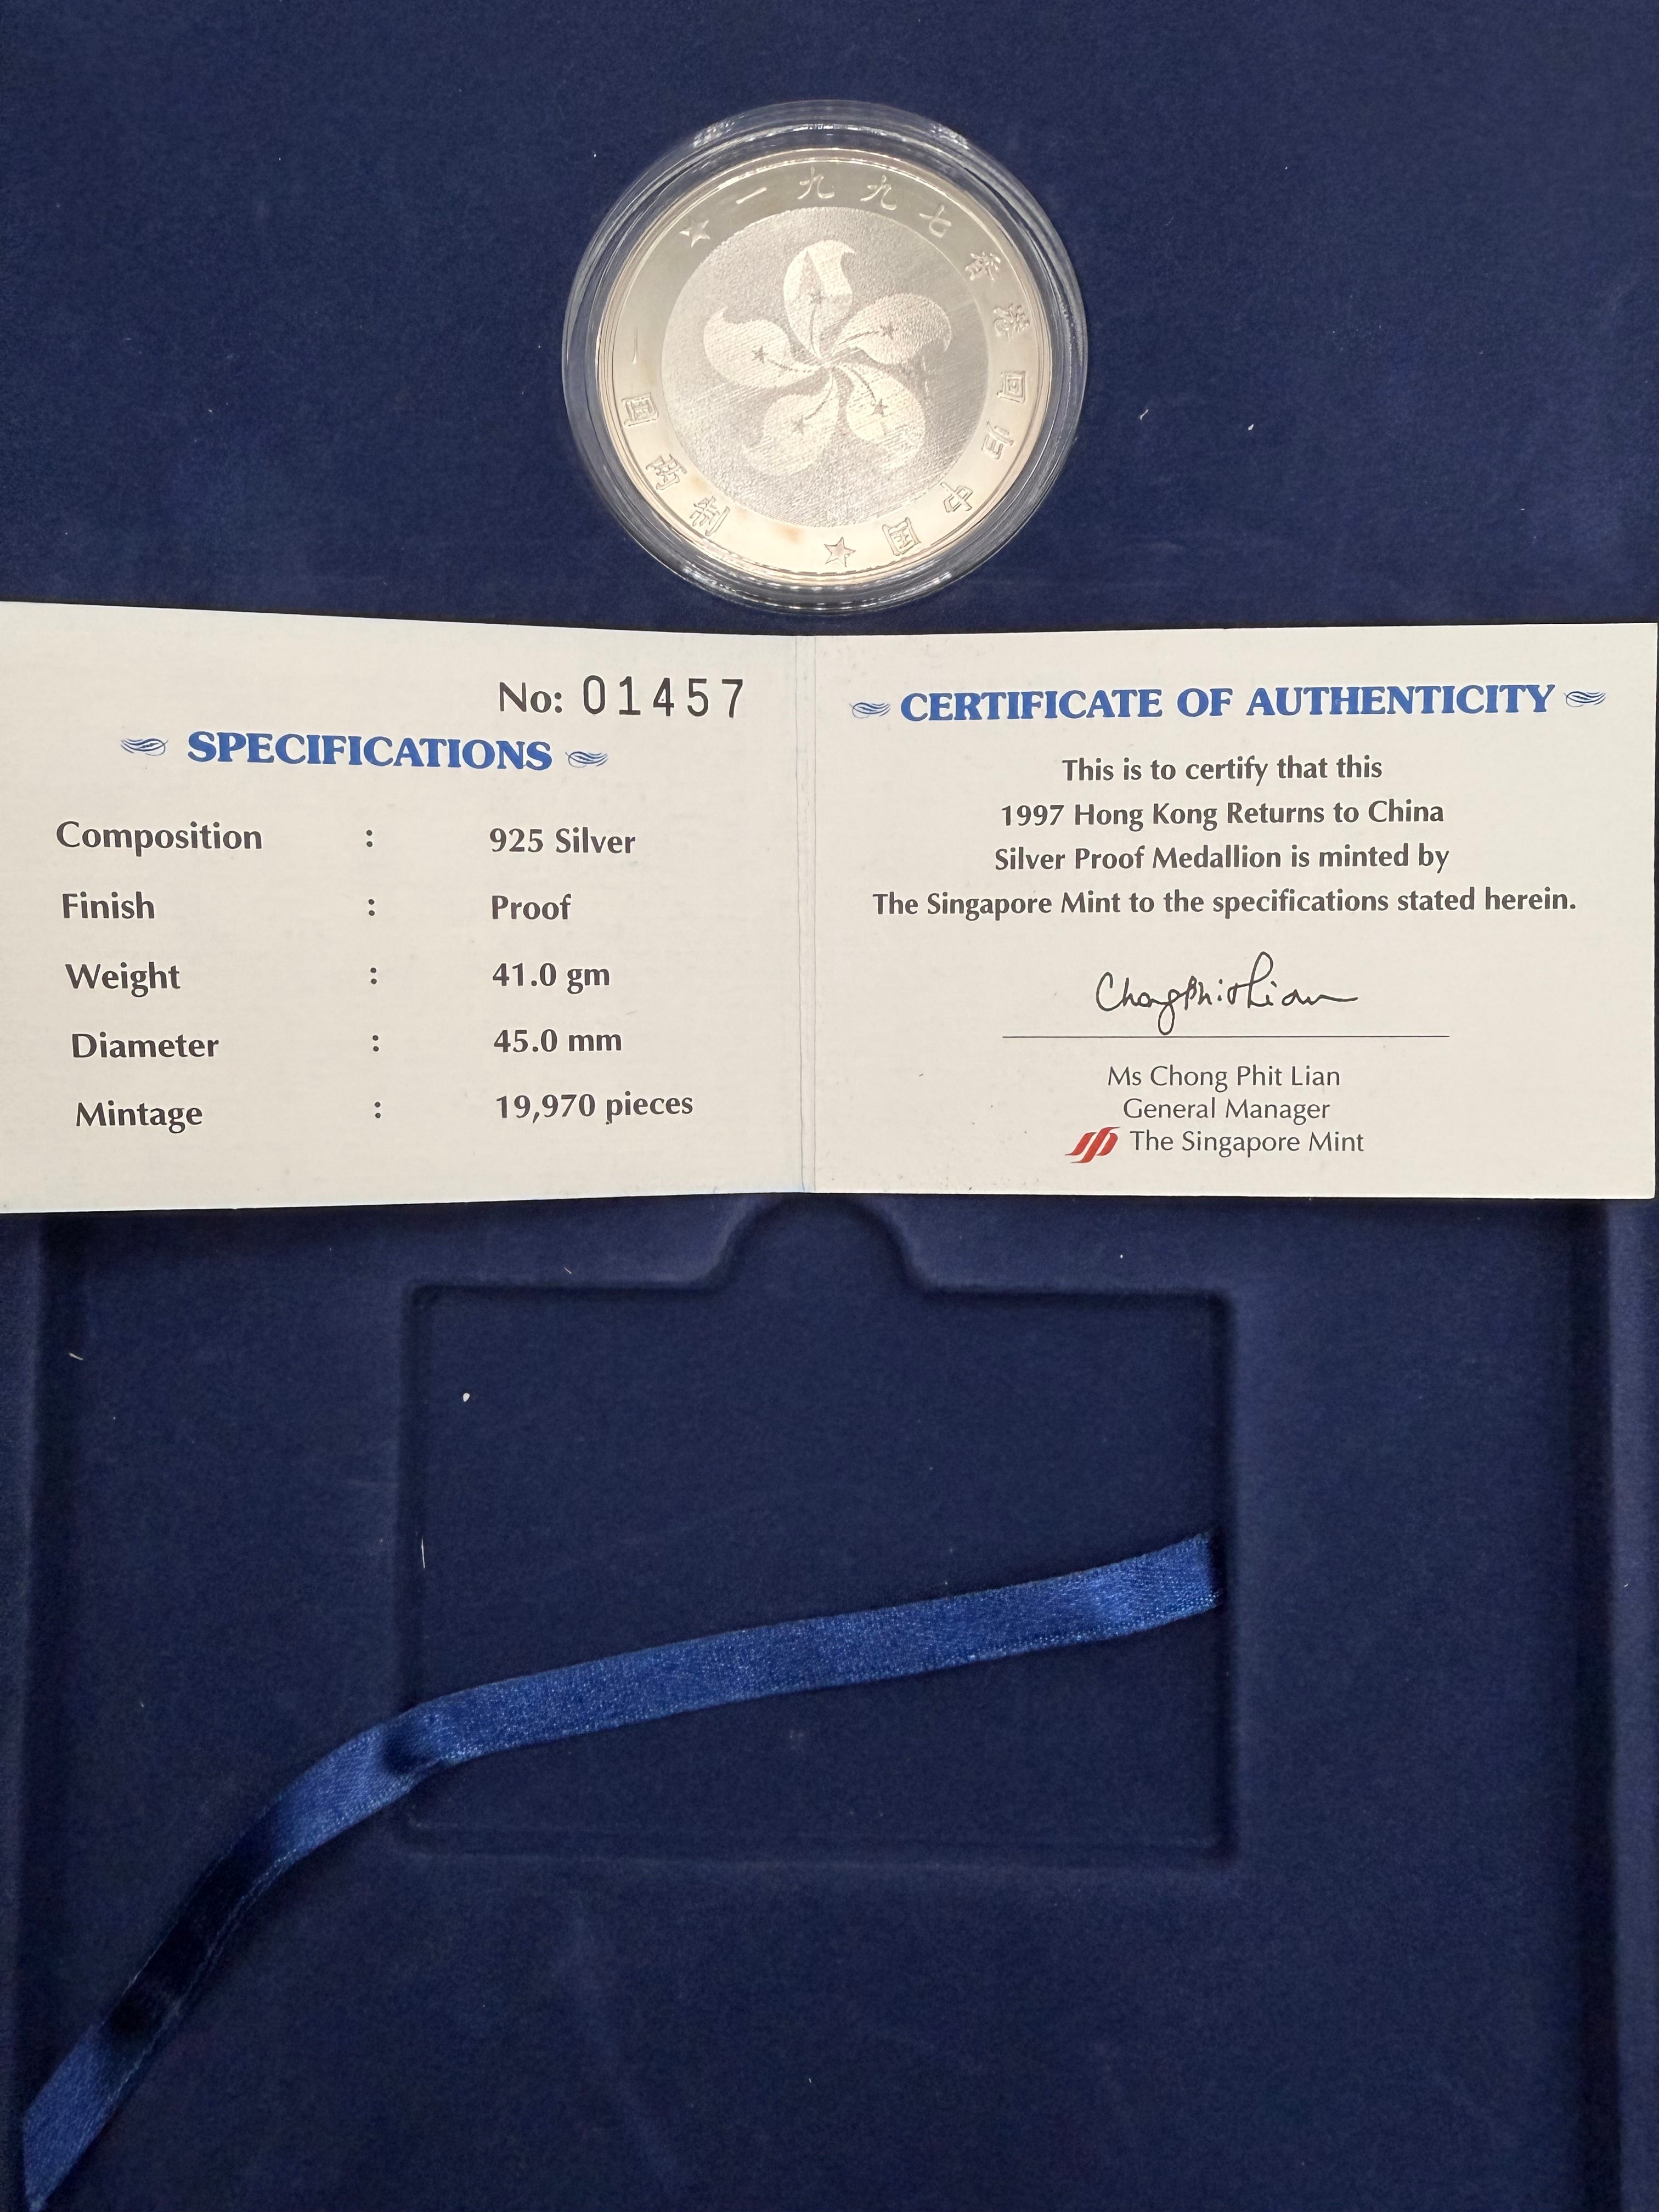 一九九七香港回归中国
一国两制
No: 01457
SPECIFICATIONS
Composition : 925 Silver
Finish : Proof
Weight : 41.0 gm
Diameter : 45.0 mm
Mintage : 19,970 pieces
CERTIFICATE OF AUTHENTICITY
This is to certify that this
1997 Hong Kong Returns to China
Silver Proof Medallion is minted by
The Singapore Mint to the specifications stated herein.
Chong Phit Lian
Ms Chong Phit Lian
General Manager
The Singapore Mint